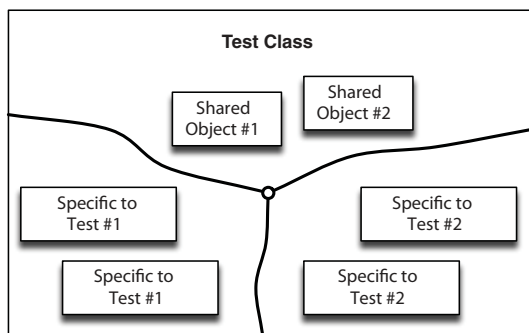 Test Class
Shared
Object #1
Shared
Object #2
Specific to
Test #1
Specific to
Test #2
Specific to
Test #1
Specific to
Test #2